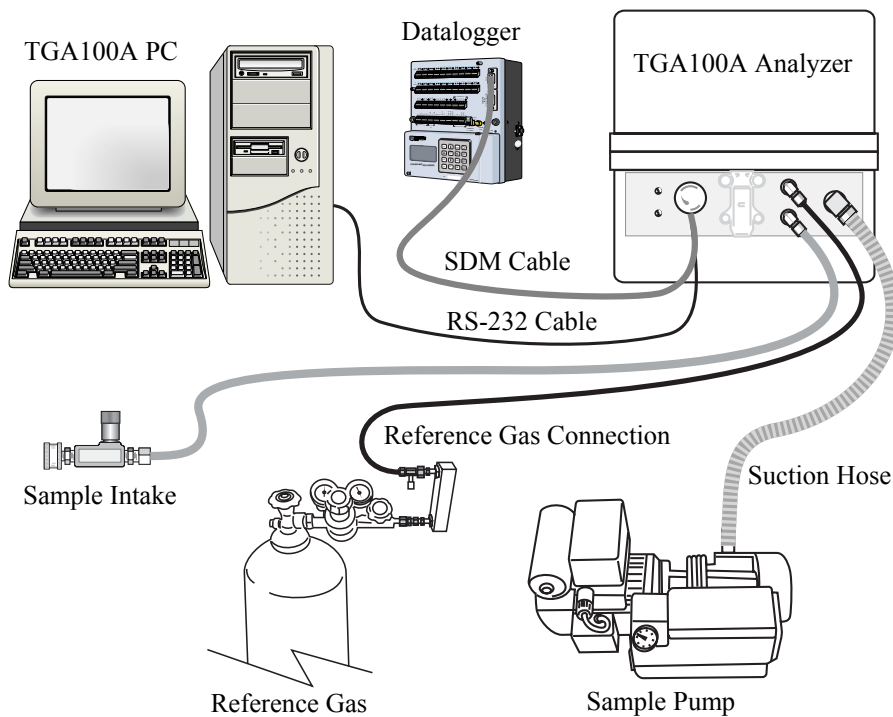 TGA100A PC
Datalogger
TGA100A Analyzer
SDM Cable
RS-232 Cable
Reference Gas Connection
Sample Intake
Suction Hose
Reference Gas
Sample Pump